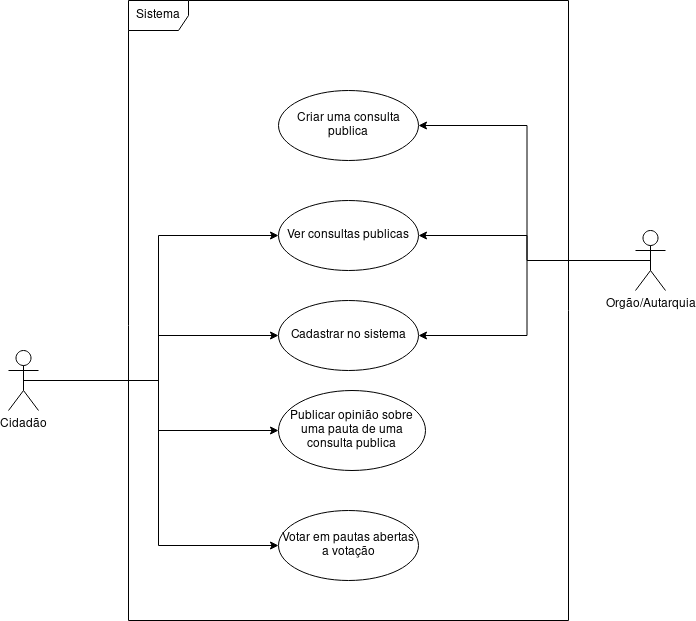 Sistema
Criar uma consulta
publica
Ver consultas publicas
Orgão/Autarquia
Cadastrar no sistema
Cidadão
Publicar opinião sobre
uma pauta de uma
consulta publica
Votar em pautas abertas
a votação